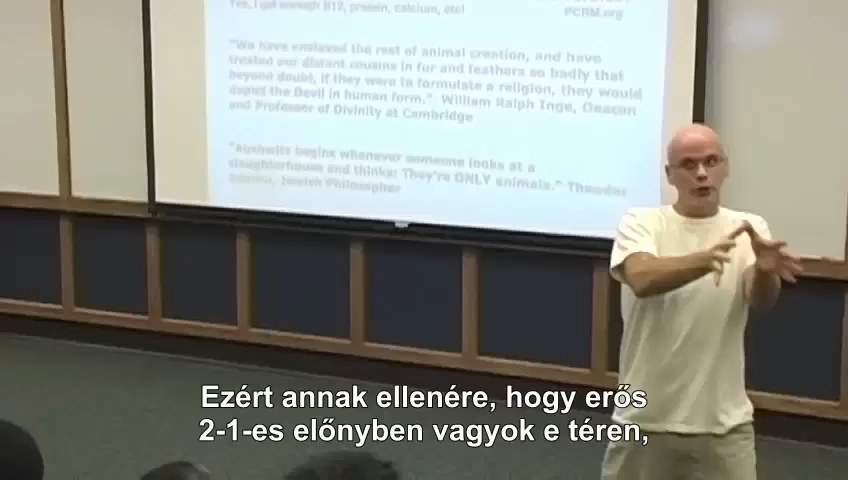 Yes, I get enough B12, protein, calcium, etc!
PCRM.org
"We have enslaved the rest of animal creation, and have
treated our distant cousins in fur and feathers so badly that
beyond doubt, if they were to formulate a religion, they would
depict the Devil in human form." William Ralph Inge, Deacon
and Professor of Divinity at Cambridge
"Auschwitz begins whenever someone looks at a
slaughterhouse and thinks: They're ONLY animals." Theodor
Jewish Philosopher
Ezért annak ellenére, hogy erős
2-1-es előnyben vagyok e téren,